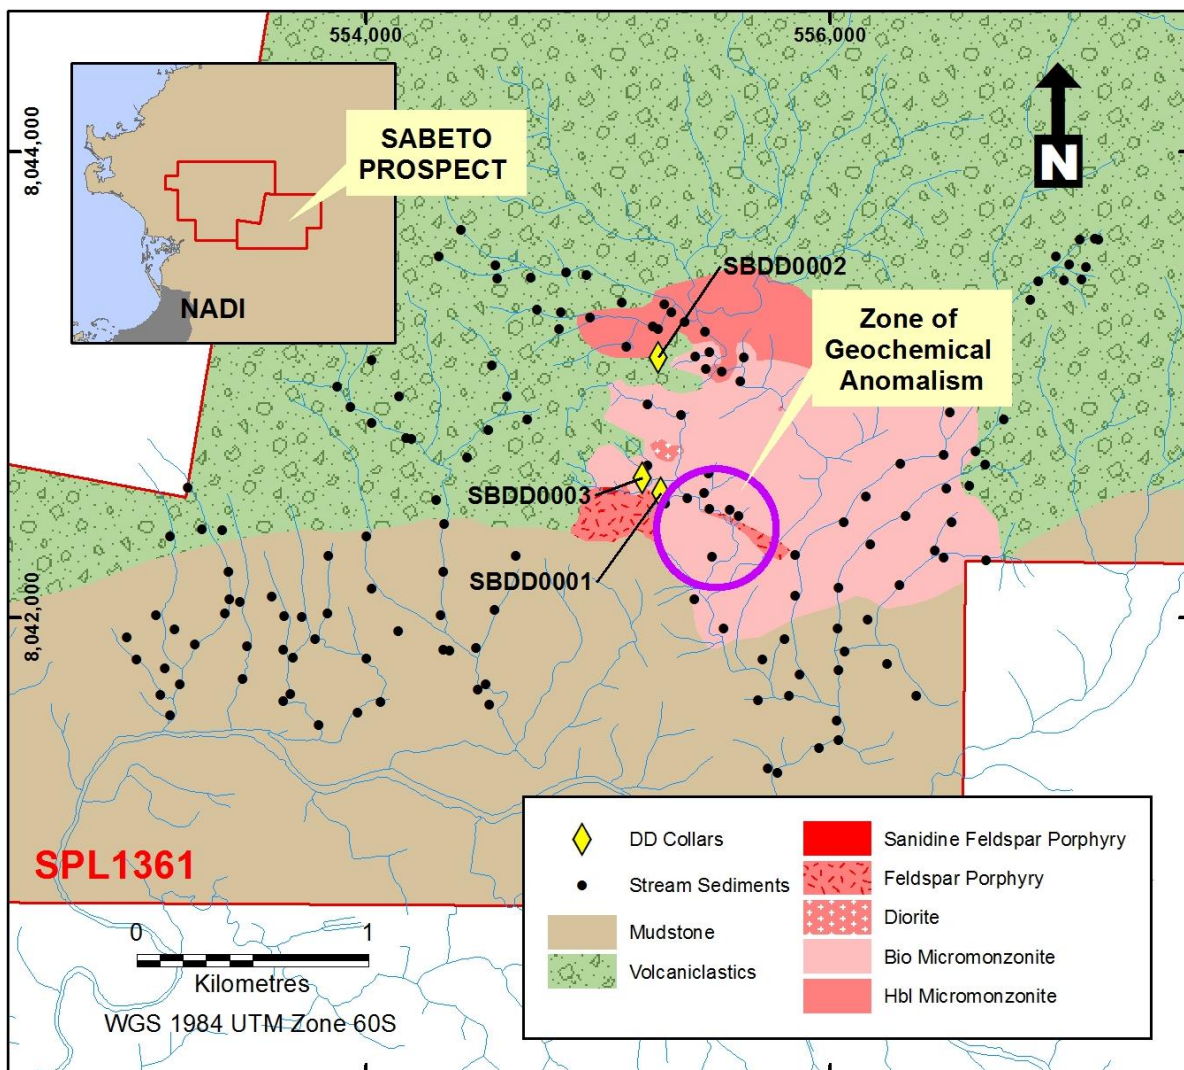 554,000
556,000
8,044,000
8,042,000
SABETO
PROSPECT
NADI
N
SBDD0002
Zone of
Geochemical
Anomalism
SBDD0003
SBDD0001
SPL1361
0 1
Kilometres
WGS 1984 UTM Zone 60S
DD Collars
Stream Sediments
Mudstone
Volcaniclastics
Sanidine Feldspar Porphyry
Feldspar Porphyry
Diorite
Bio Micromonzonite
Hbl Micromonzonite